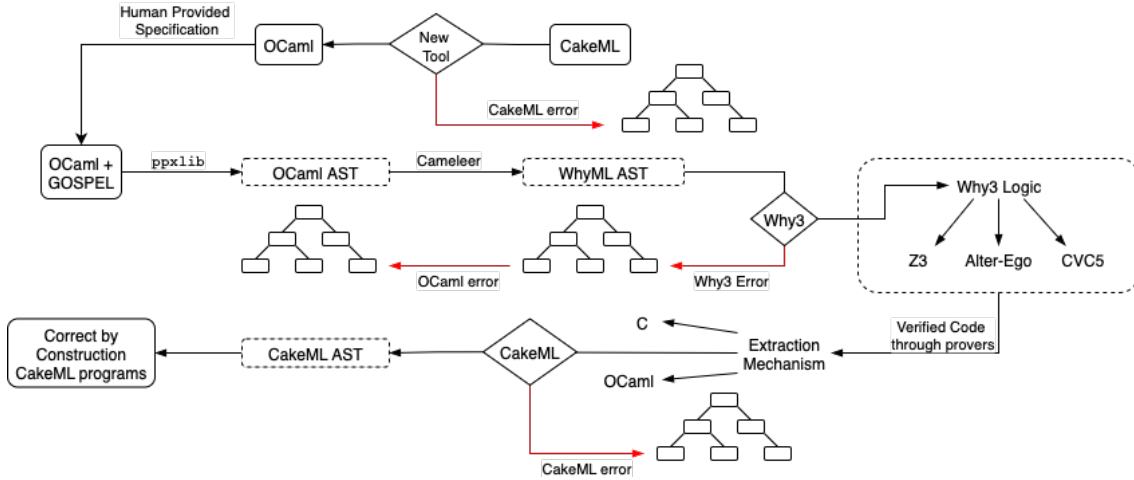 Human Provided
Specification
OCaml
New
Tool
CakeML
CakeML error
OCaml +
GOSPEL
ppxlib
OCaml AST
Cameleer
WhyML AST
Why3
Why3 Logic
Z3
Alter-Ego
CVC5
OCaml error
Why3 Error
Verified Code
through provers
Correct by
Construction
CakeML programs
CakeML AST
CakeML
C
OCaml
Extraction
Mechanism
CakeML error